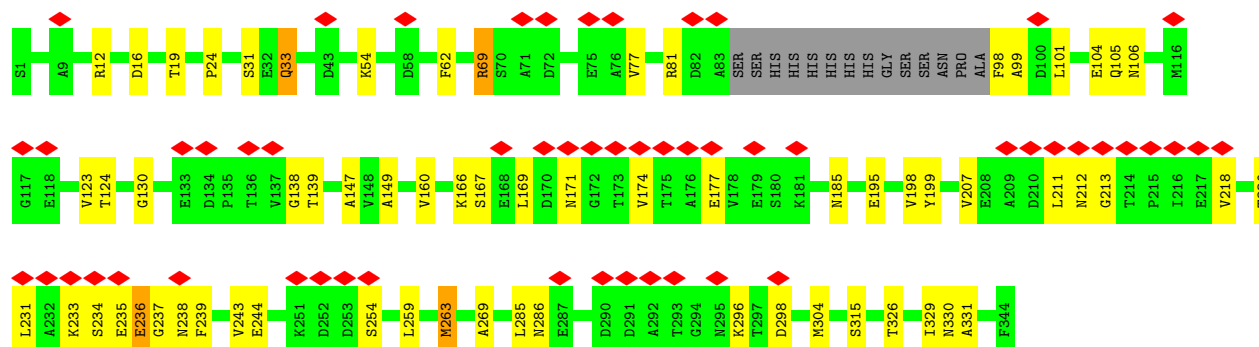 S1 A9 R12 D16 T19 P24 S31 E32 Q33 D43 K54 D58 F62 R69 S70 A71 D72 E75 A76 V77 R81 D82 A83 SER SER HIS HIS HIS HIS HIS HIS GLY SER SER ASN PRO ALA F98 A99 D100 L101 E104 Q105 N106 M116
G117 E118 V123 T124 G130 E133 D134 P135 T136 V137 G138 T139 A147 V148 A149 V160 K166 S167 E168 L169 D170 N171 G172 T173 V174 T175 A176 E177 V178 E179 S180 K181 N185 E195 V198 Y199 V207 E208 A209 D210 L211 N212 G213 T214 P215 I216 E217 V218
L231 A232 K233 S234 E235 E236 G237 N238 F239 V243 E244 K251 D252 D253 S254 L259 M263 A269 L285 N286 E287 D290 D291 A292 T293 G294 N295 K296 T297 D298 M304 S315 T326 I329 N330 A331 F344